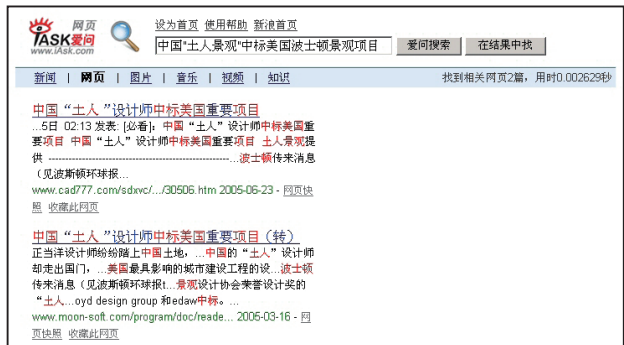 网页
iASK爱问
www.iAsk.com
设为首页 使用帮助 新浪首页
中国"土人景观"中标美国波士顿景观项目
爱问搜索 在结果中找
新闻 | 网页 | 图片 | 音乐 | 视频 | 知识
找到相关网页2篇，用时0.002629秒
中国“土人”设计师中标美国重要项目
...5日 02:13 发表: [必看]：中国“土人”设计师中标美国重
要项目 中国“土人”设计师中标美国重要项目 土人景观提
供 --------------------------------------------...波士顿传来消息
（见波斯顿环球报...
www.cad777.com/sdxvc/.../30506.htm 2005-06-23 - 网页快
照 收藏此网页
中国“土人”设计师中标美国重要项目（转）
正当洋设计师纷纷踏上中国土地，...中国的“土人”设计师
却走出国门，...美国最具影响的城市建设工程的设...波士顿
传来消息（见波斯顿环球报t...景观设计协会荣誉设计奖的
“土人...oyd design group 和edaw中标。...
www.moon-soft.com/program/doc/reade... 2005-03-16 - 网
页快照 收藏此网页